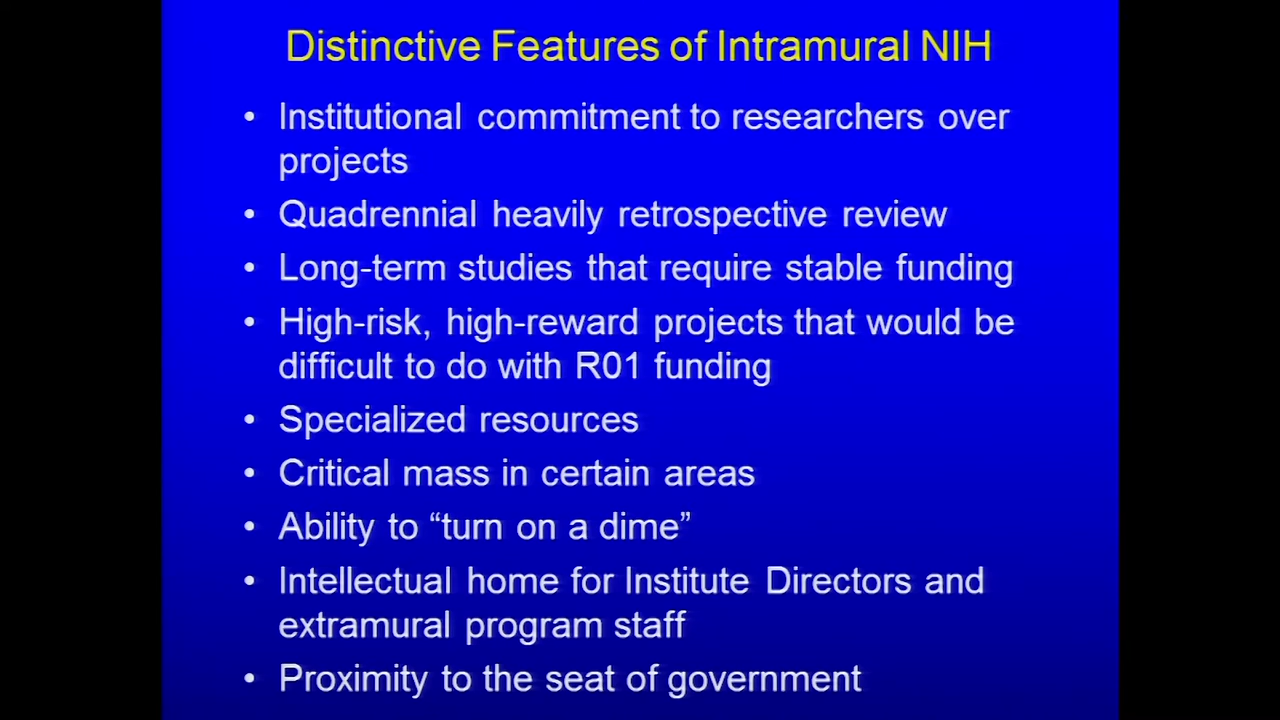 Distinctive Features of Intramural NIH
• Institutional commitment to researchers over
projects
• Quadrennial heavily retrospective review
• Long-term studies that require stable funding
• High-risk, high-reward projects that would be
difficult to do with R01 funding
• Specialized resources
• Critical mass in certain areas
• Ability to “turn on a dime”
• Intellectual home for Institute Directors and
extramural program staff
• Proximity to the seat of government